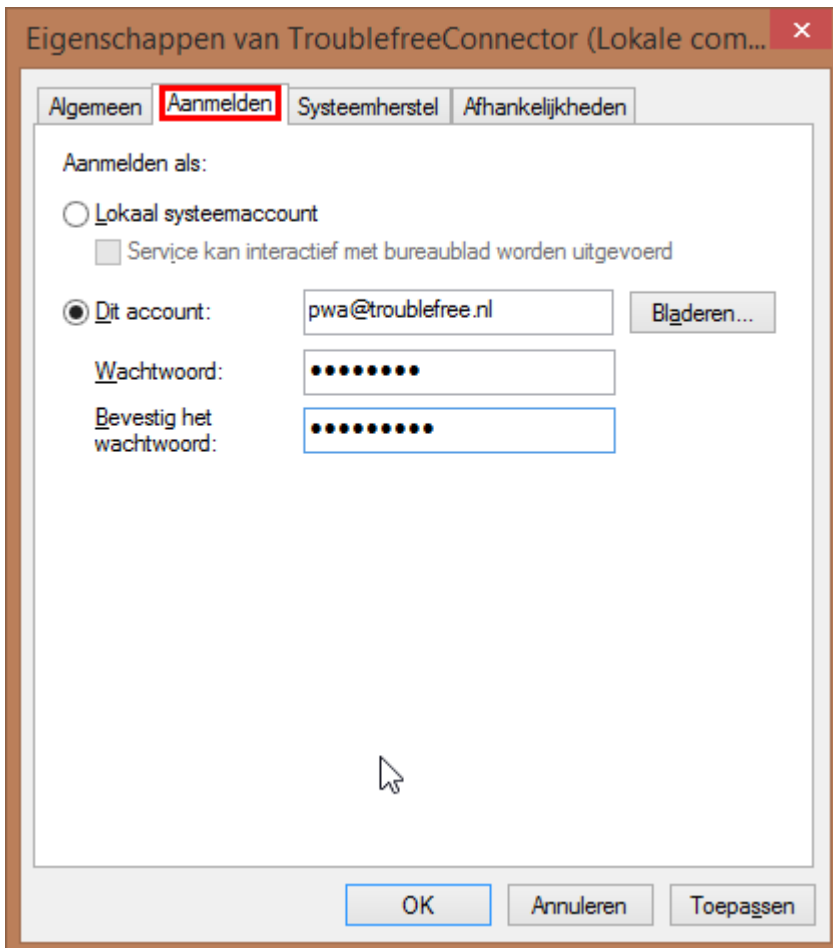 Eigenschappen van TroublefreeConnector (Lokale com...
Algemeen Aanmelden Systeemherstel Afhankelijkheden
Aanmelden als:
Lokaal systeemaccount
Service kan interactief met bureaublad worden uitgevoerd
Dit account: pwa@troublefree.nl Bladeren...
Wachtwoord: ●●●●●●●●
Bevestig het
wachtwoord: ●●●●●●●●●
OK Annuleren Toepassen